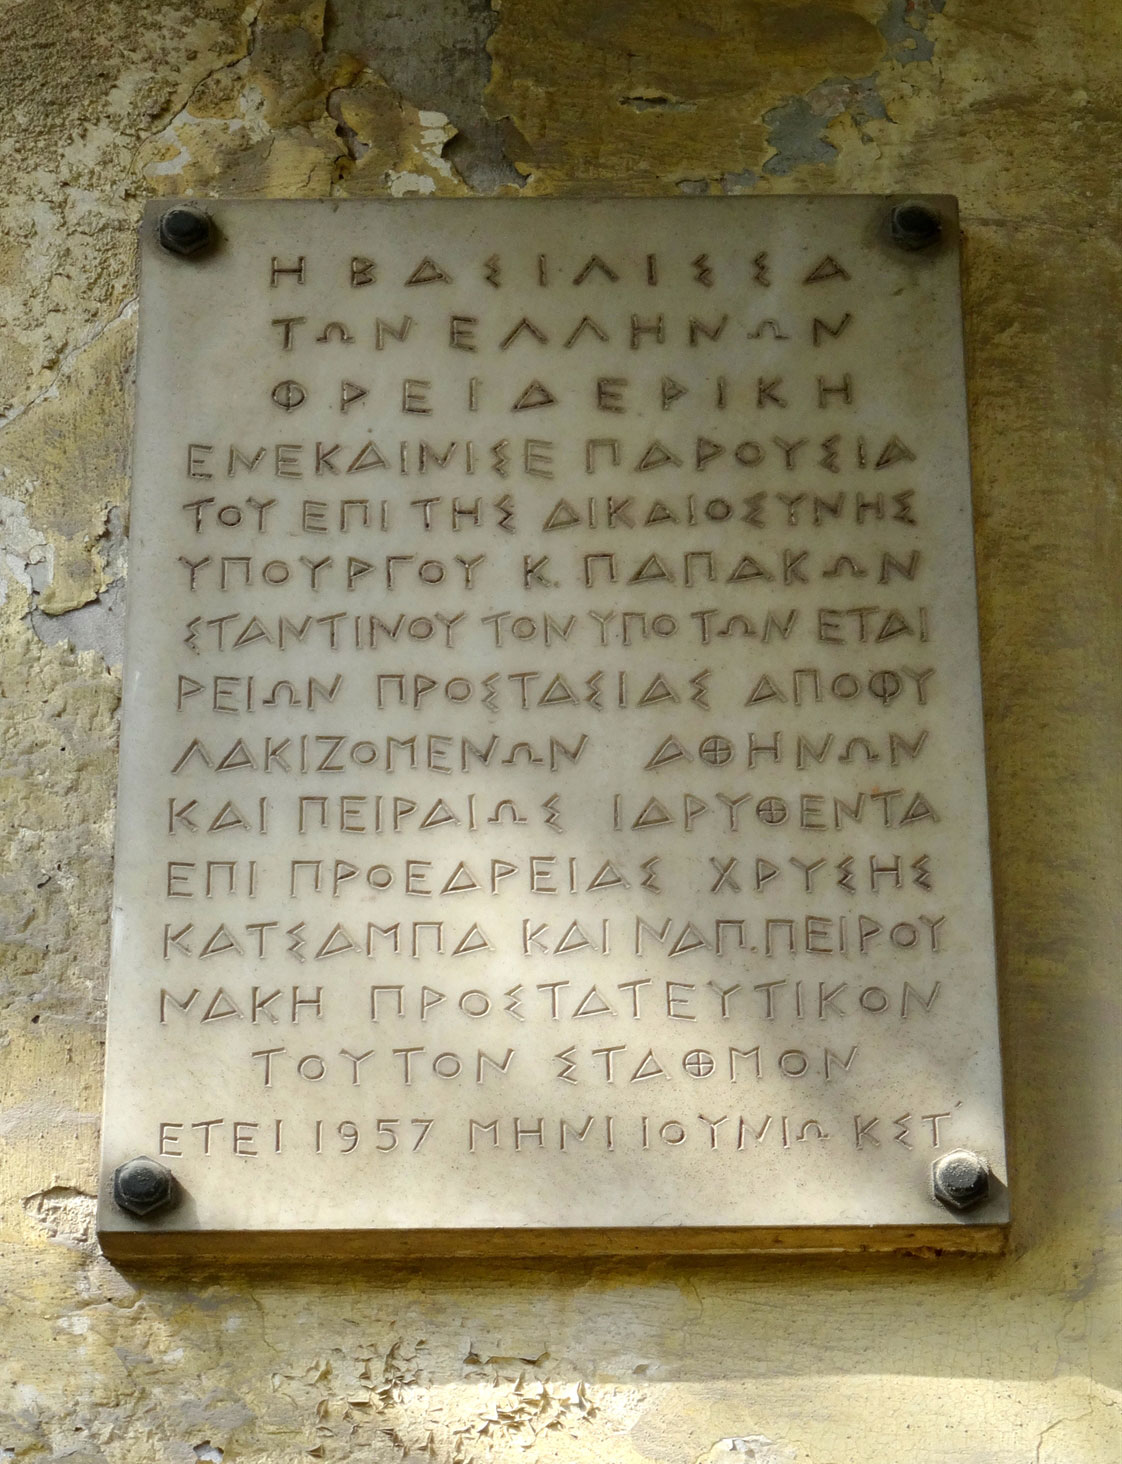 Η ΒΑΣΙΛΙΣΣΑ
ΤΩΝ ΕΛΛΗΝΩΝ
ΦΡΕΙΔΕΡΙΚΗ
ΕΝΕΚΑΙΝΙΣΕ ΠΑΡΟΥΣΙΑ
ΤΟΥ ΕΠΙ ΤΗΣ ΔΙΚΑΙΟΣΥΝΗΣ
ΥΠΟΥΡΓΟΥ Κ. ΠΑΠΑΚΩΝ
ΣΤΑΝΤΙΝΟΥ ΤΟΝ ΥΠΟ ΤΩΝ ΕΤΑΙ
ΡΕΙΩΝ ΠΡΟΣΤΑΣΙΑΣ ΑΠΟΦΥ
ΛΑΚΙΖΟΜΕΝΩΝ ΑΘΗΝΩΝ
ΚΑΙ ΠΕΙΡΑΙΩΣ ΙΔΡΥΘΕΝΤΑ
ΕΠΙ ΠΡΟΕΔΡΕΙΑΣ ΧΡΥΣΗΣ
ΚΑΤΣΑΜΠΑ ΚΑΙ ΝΑΠ. ΠΕΙΡΟΥ
ΝΑΚΗ ΠΡΟΣΤΑΤΕΥΤΙΚΟΝ
ΤΟΥΤΟΝ ΣΤΑΘΜΟΝ
ΕΤΕΙ 1957 ΜΗΝΙ ΙΟΥΝΙΩ ΚΣΤ΄